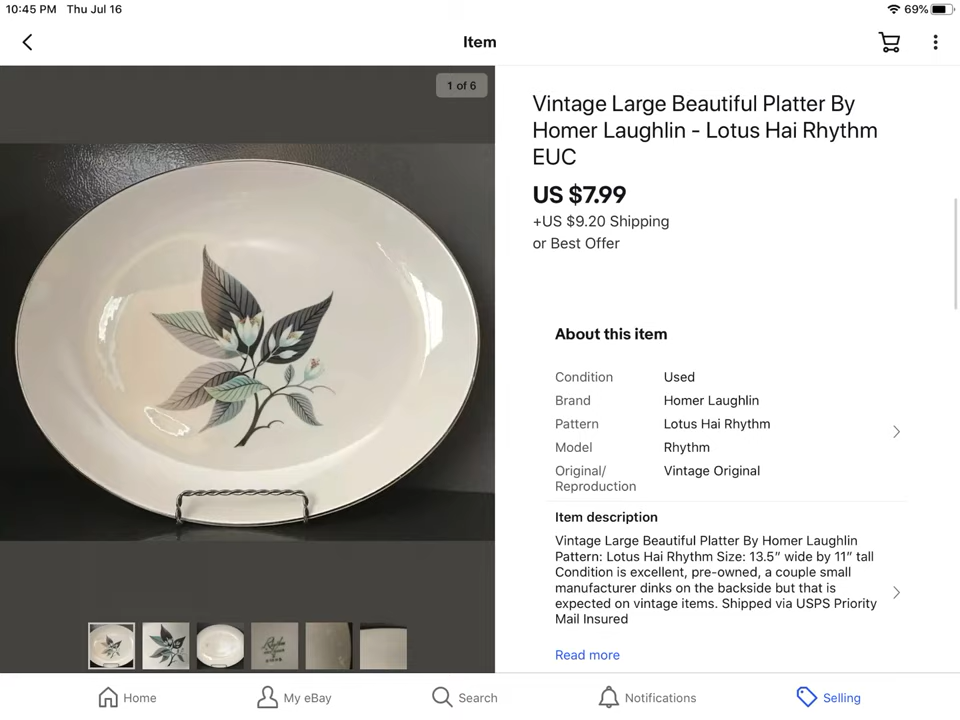 10:45 PM Thu Jul 16
69%
Item
1 of 6
Vintage Large Beautiful Platter By
Homer Laughlin - Lotus Hai Rhythm
EUC
US $7.99
+US $9.20 Shipping
or Best Offer
About this item
Condition Used
Brand Homer Laughlin
Pattern Lotus Hai Rhythm
Model Rhythm
Original/ Vintage Original
Reproduction
Item description
Vintage Large Beautiful Platter By Homer Laughlin
Pattern: Lotus Hai Rhythm Size: 13.5” wide by 11” tall
Condition is excellent, pre-owned, a couple small
manufacturer dinks on the backside but that is
expected on vintage items. Shipped via USPS Priority
Mail Insured
Read more
Rhythm
Home My eBay Search Notifications Selling